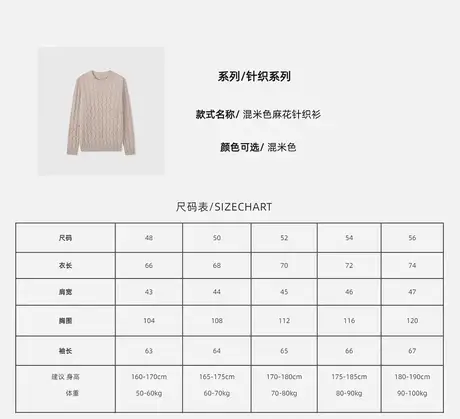 系列/针织系列
款式名称/ 混米色麻花针织衫
颜色可选/ 混米色
尺码表/SIZECHART
尺码 48 50 52 54 56
衣长 66 68 70 72 74
肩宽 43 44 45 46 47
胸围 104 108 112 116 120
袖长 63 64 65 66 67
建议 身高 160-170cm 165-175cm 170-180cm 175-185cm 180-190cm
体重 50-60kg 60-70kg 70-80kg 80-90kg 90-100kg